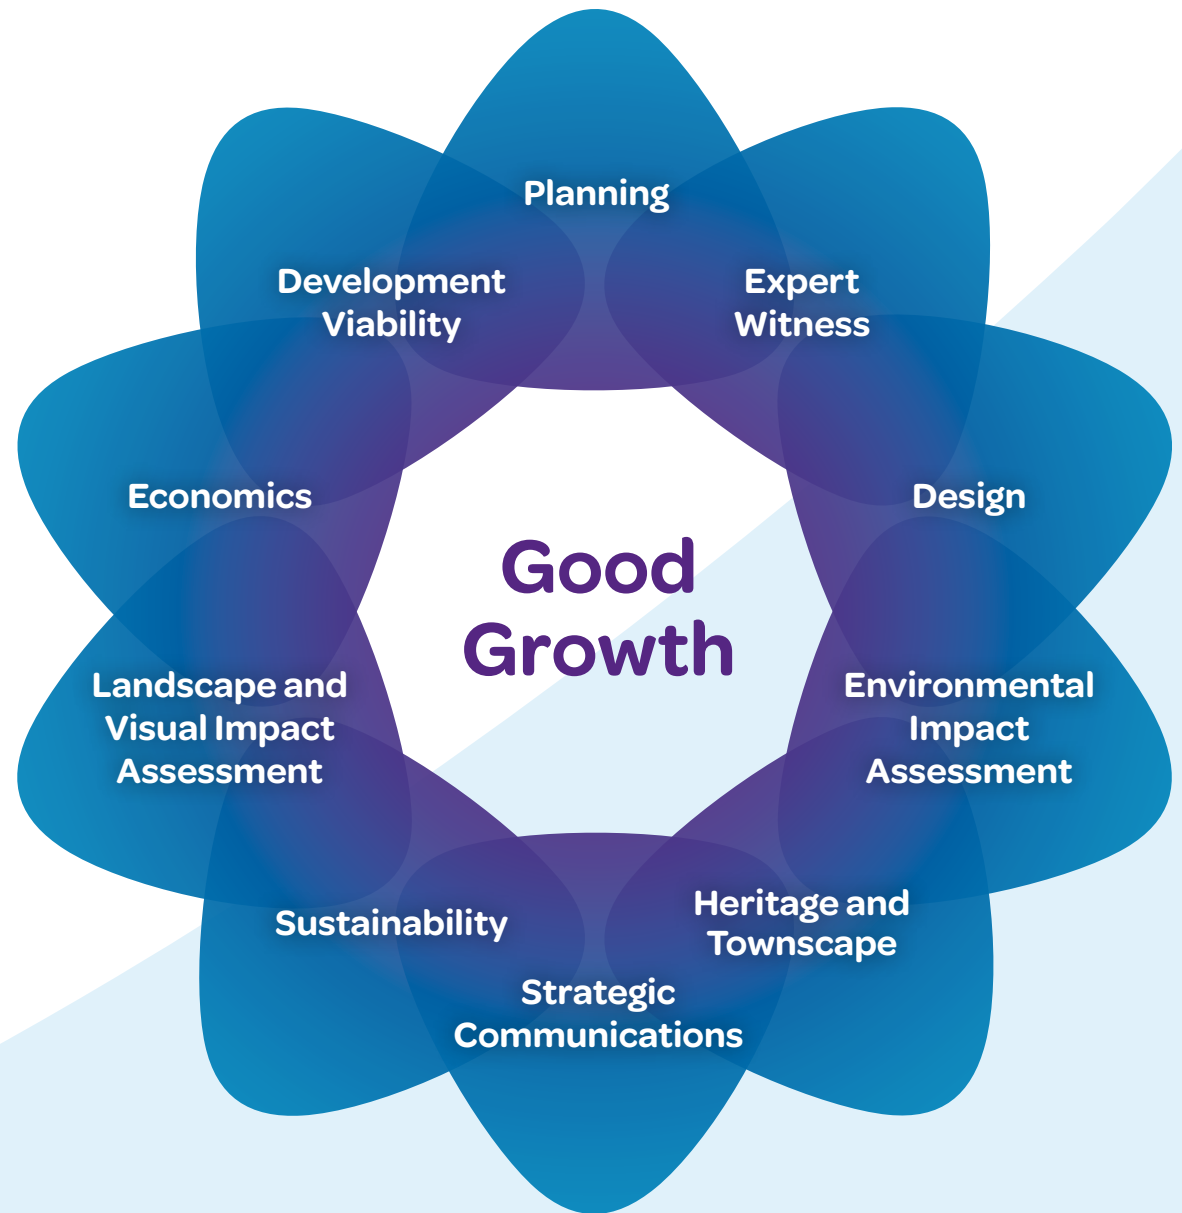 Planning
Development
Viability
Expert
Witness
Economics
Design
Good
Growth
Landscape and
Visual Impact
Assessment
Environmental
Impact
Assessment
Sustainability
Heritage and
Townscape
Strategic
Communications